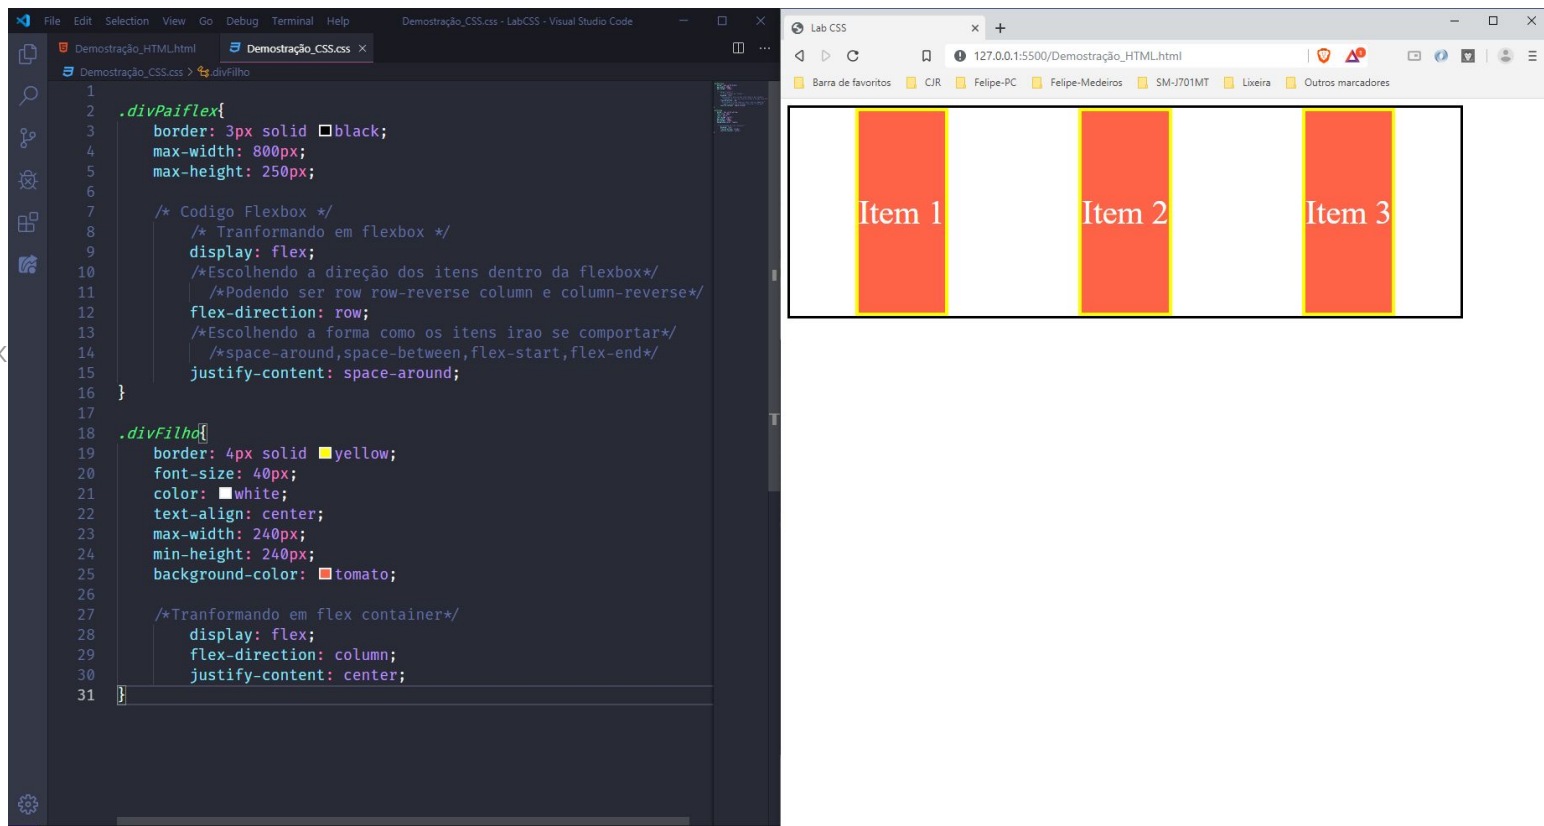 File Edit Selection View Go Debug Terminal Help Demostração_CSS.css - LabCSS - Visual Studio Code
Demostração_HTML.html Demostração_CSS.css
Demostração_CSS.css > .divFilho
1
2 .divPaiflex{
3 border: 3px solid black;
4 max-width: 800px;
5 max-height: 250px;
6
7 /* Codigo Flexbox */
8 /* Tranformando em flexbox */
9 display: flex;
10 /*Escolhendo a direção dos itens dentro da flexbox*/
11 /*Podendo ser row row-reverse column e column-reverse*/
12 flex-direction: row;
13 /*Escolhendo a forma como os itens irao se comportar*/
14 /*space-around,space-between,flex-start,flex-end*/
15 justify-content: space-around;
16 }
17
18 .divFilho{
19 border: 4px solid yellow;
20 font-size: 40px;
21 color: white;
22 text-align: center;
23 max-width: 240px;
24 min-height: 240px;
25 background-color: tomato;
26
27 /*Tranformando em flex container*/
28 display: flex;
29 flex-direction: column;
30 justify-content: center;
31 }
Lab CSS
127.0.0.1:5500/Demostração_HTML.html
Barra de favoritos CJR Felipe-PC Felipe-Medeiros SM-J701MT Lixeira Outros marcadores
Item 1 Item 2 Item 3